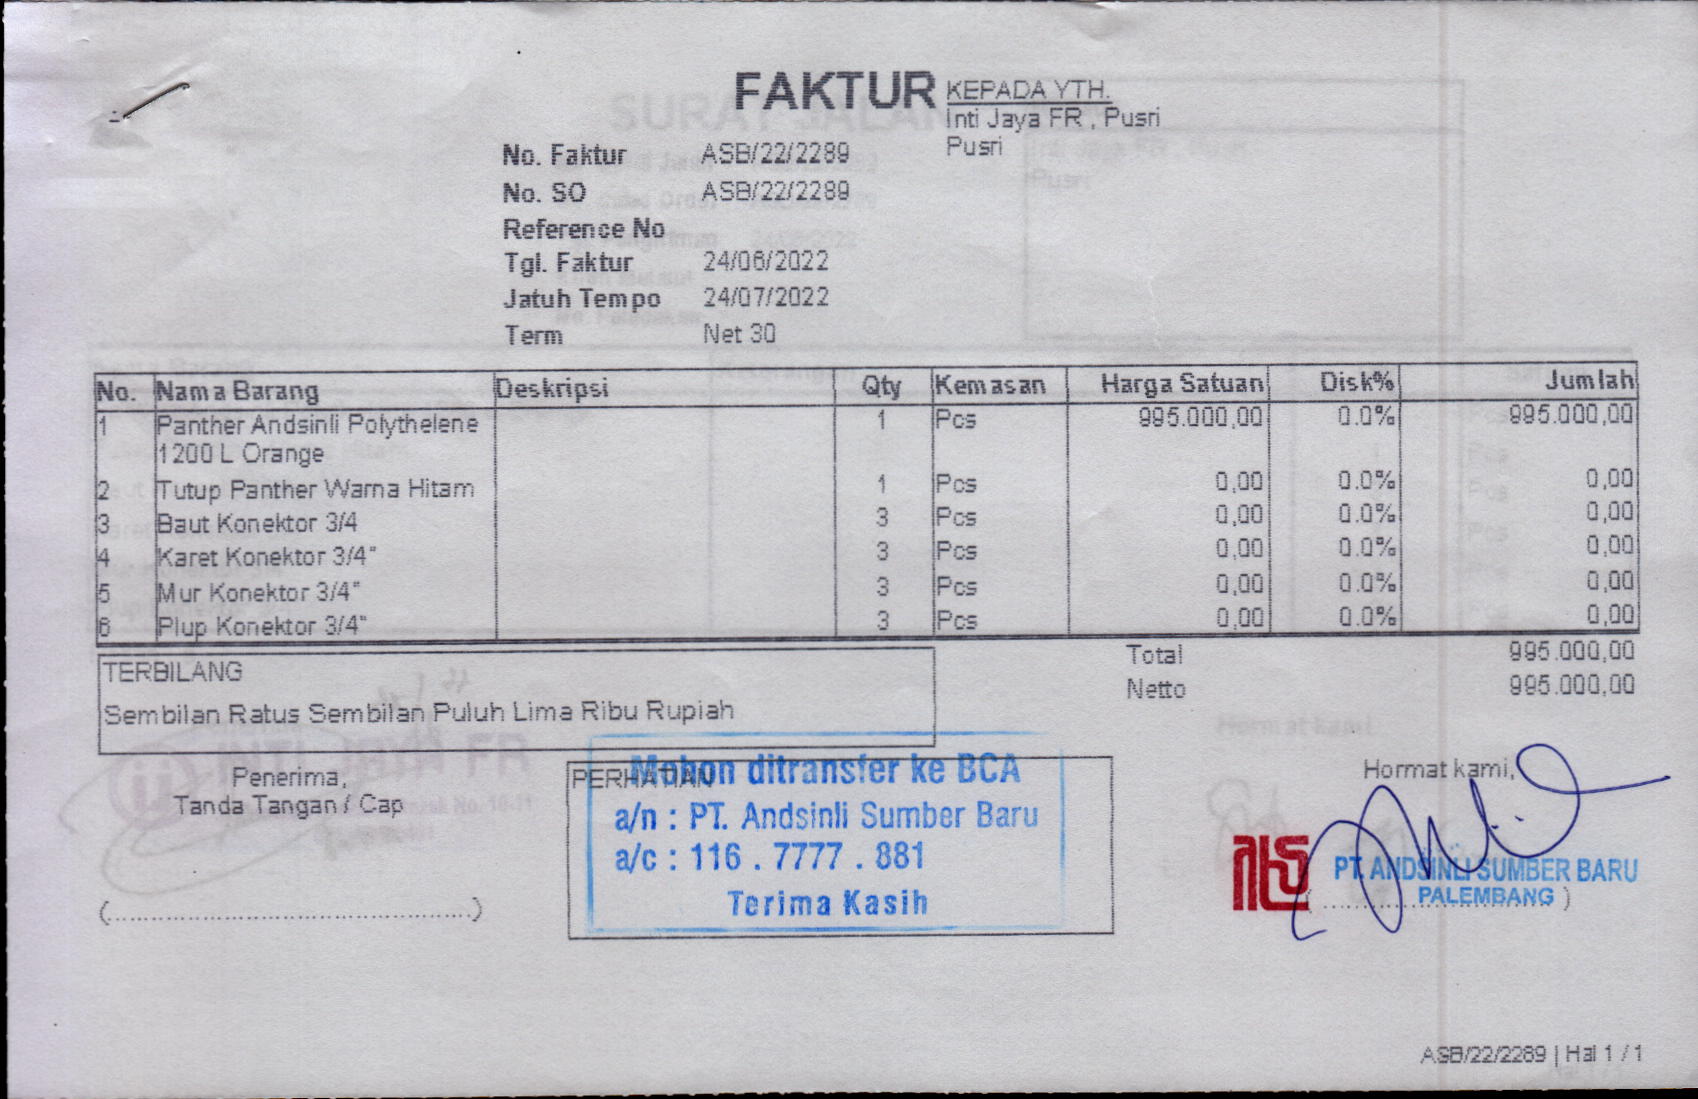 FAKTUR
KEPADA YTH.
Inti Jaya FR , Pusri
Pusri
No. Faktur ASB/22/2289
No. SO ASB/22/2289
Reference No
Tgl. Faktur 24/06/2022
Jatuh Tempo 24/07/2022
Term Net 30
No. Nama Barang Deskripsi Qty Kemasan Harga Satuan Disk% Jumlah
1 Panther Andsinli Polythelene 1 Pcs 995.000,00 0.0% 995.000,00
1200 L Orange
2 Tutup Panther Warna Hitam 1 Pcs 0,00 0.0% 0,00
3 Baut Konektor 3/4 3 Pcs 0,00 0.0% 0,00
4 Karet Konektor 3/4" 3 Pcs 0,00 0.0% 0,00
5 Mur Konektor 3/4" 3 Pcs 0,00 0.0% 0,00
6 Plup Konektor 3/4" 3 Pcs 0,00 0.0% 0,00
Total 995.000,00
Netto 995.000,00
TERBILANG
Sembilan Ratus Sembilan Puluh Lima Ribu Rupiah
Penerima,
Tanda Tangan / Cap
(..............................................)
PERHATIAN
Mohon ditransfer ke BCA
a/n : PT. Andsinli Sumber Baru
a/c : 116 . 7777 . 881
Terima Kasih
Hormat kami,
PT. ANDSINLI SUMBER BARU
PALEMBANG
ASB/22/2289 | Hal 1 / 1